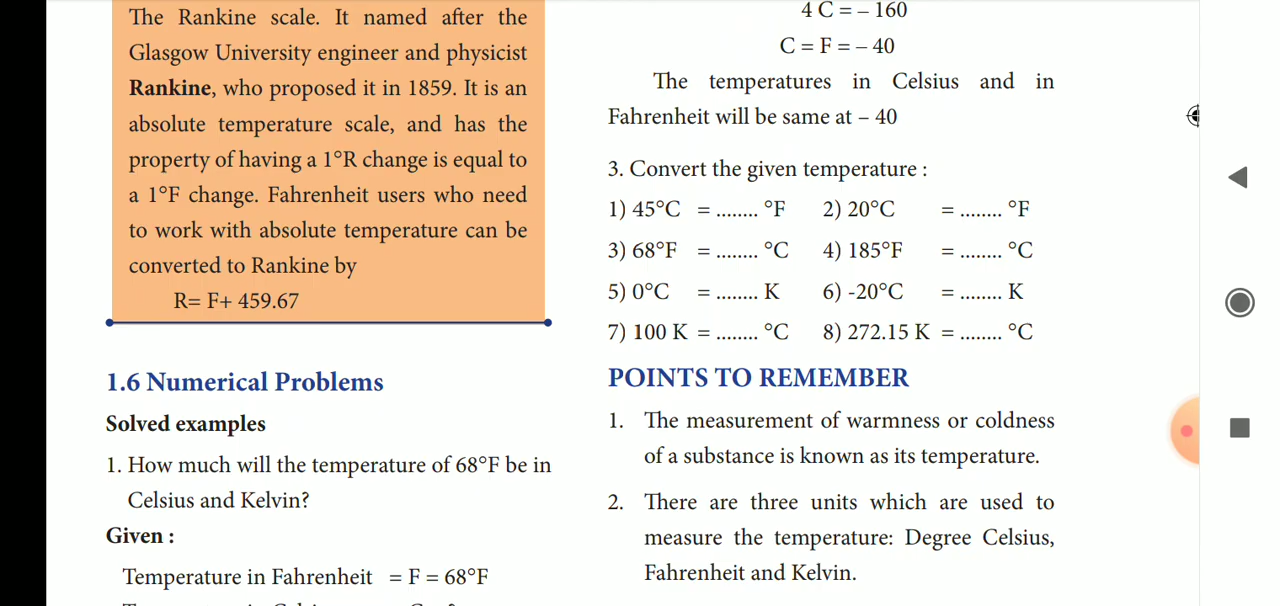 The Rankine scale. It named after the
Glasgow University engineer and physicist
Rankine, who proposed it in 1859. It is an
absolute temperature scale, and has the
property of having a 1°R change is equal to
a 1°F change. Fahrenheit users who need
to work with absolute temperature can be
converted to Rankine by
R= F+ 459.67
1.6 Numerical Problems
Solved examples
1. How much will the temperature of 68°F be in
Celsius and Kelvin?
Given :
Temperature in Fahrenheit = F = 68°F
4 C = – 160
C = F = – 40
The temperatures in Celsius and in
Fahrenheit will be same at – 40
3. Convert the given temperature :
1) 45°C = ........ °F 2) 20°C = ........ °F
3) 68°F = ........ °C 4) 185°F = ........ °C
5) 0°C = ........ K 6) -20°C = ........ K
7) 100 K = ........ °C 8) 272.15 K = ........ °C
POINTS TO REMEMBER
1. The measurement of warmness or coldness
of a substance is known as its temperature.
2. There are three units which are used to
measure the temperature: Degree Celsius,
Fahrenheit and Kelvin.